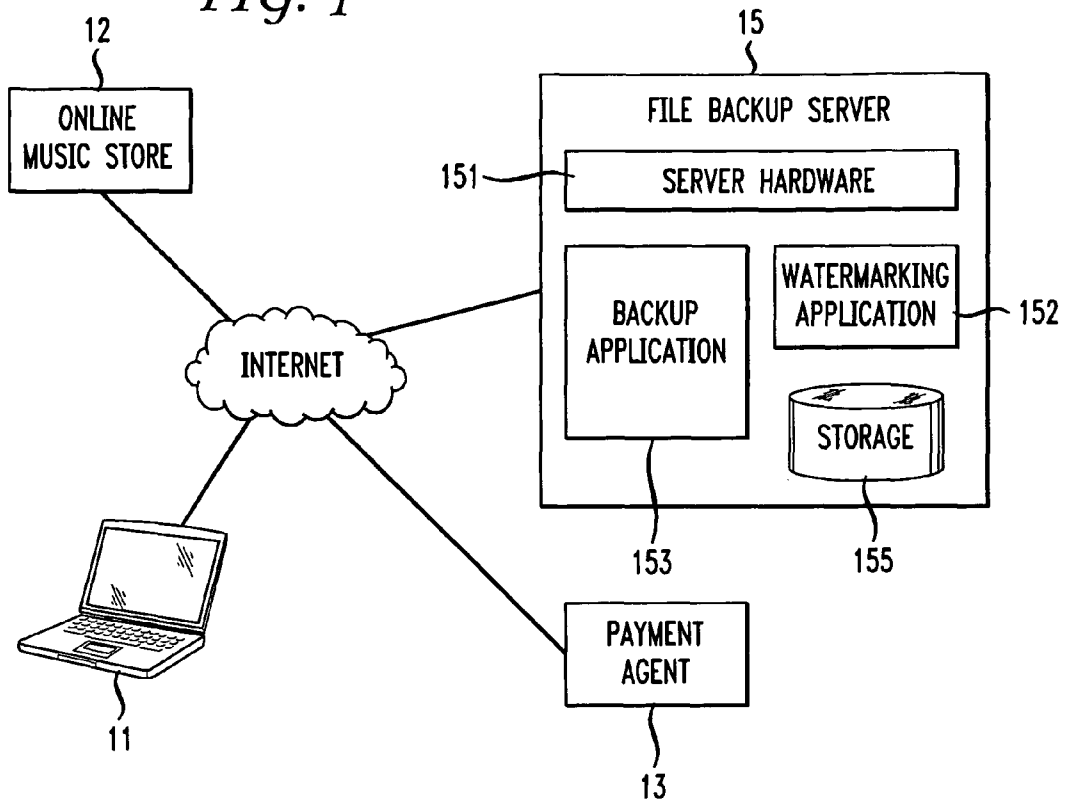 Fig. 1
12
ONLINE
MUSIC STORE
15
FILE BACKUP SERVER
151
SERVER HARDWARE
BACKUP
APPLICATION
WATERMARKING
APPLICATION
152
STORAGE
153
155
INTERNET
11
PAYMENT
AGENT
13